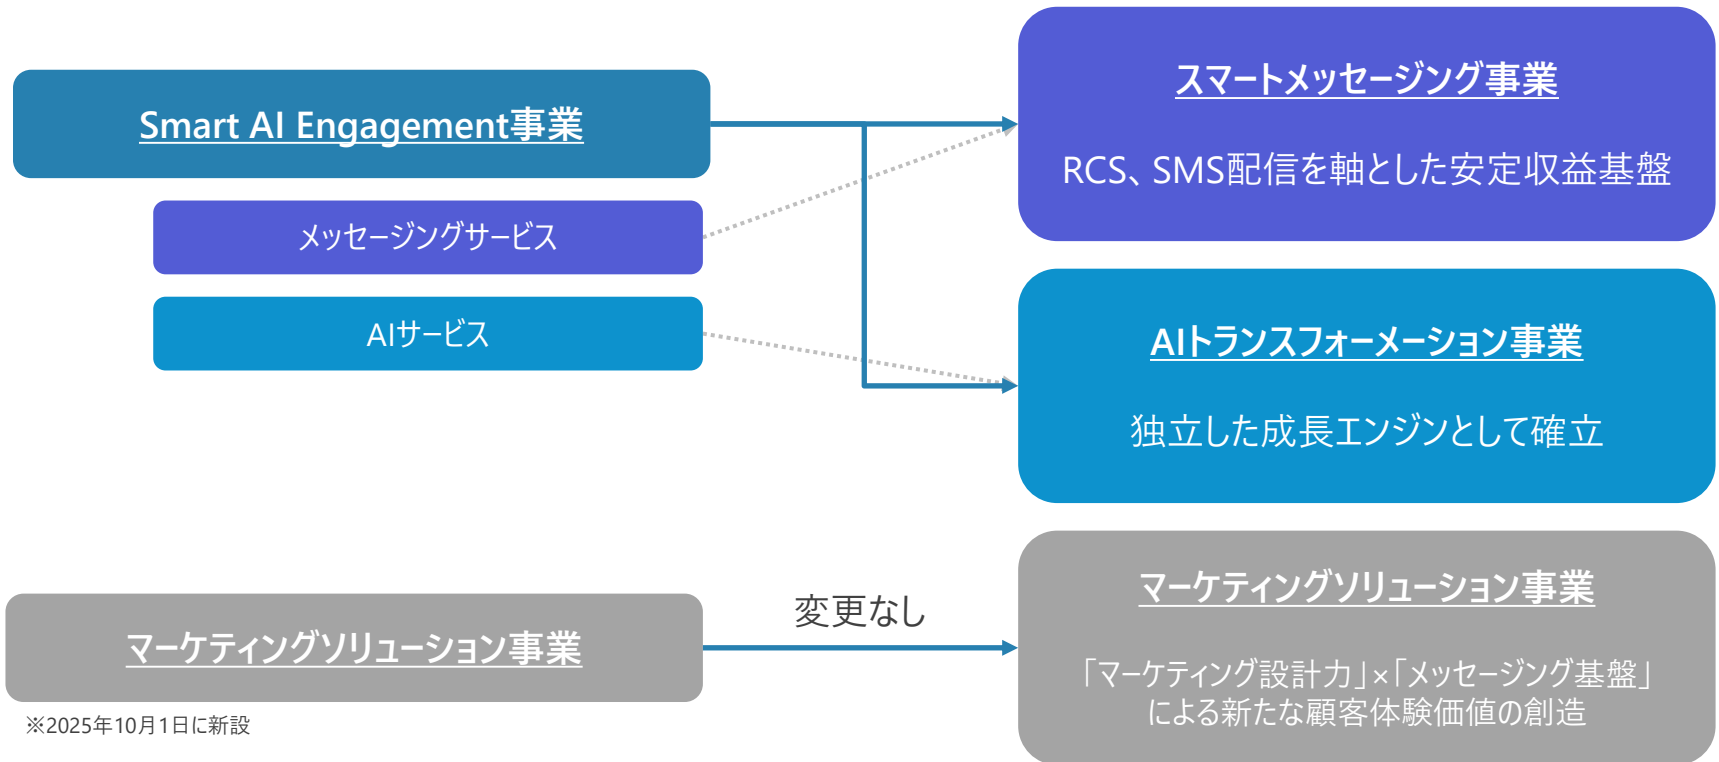 Smart AI Engagement事業
メッセージングサービス
AIサービス
スマートメッセージング事業
RCS、SMS配信を軸とした安定収益基盤
AIトランスフォーメーション事業
独立した成長エンジンとして確立
マーケティングソリューション事業
※2025年10月1日に新設
変更なし
マーケティングソリューション事業
「マーケティング設計力」×「メッセージング基盤」
による新たな顧客体験価値の創造